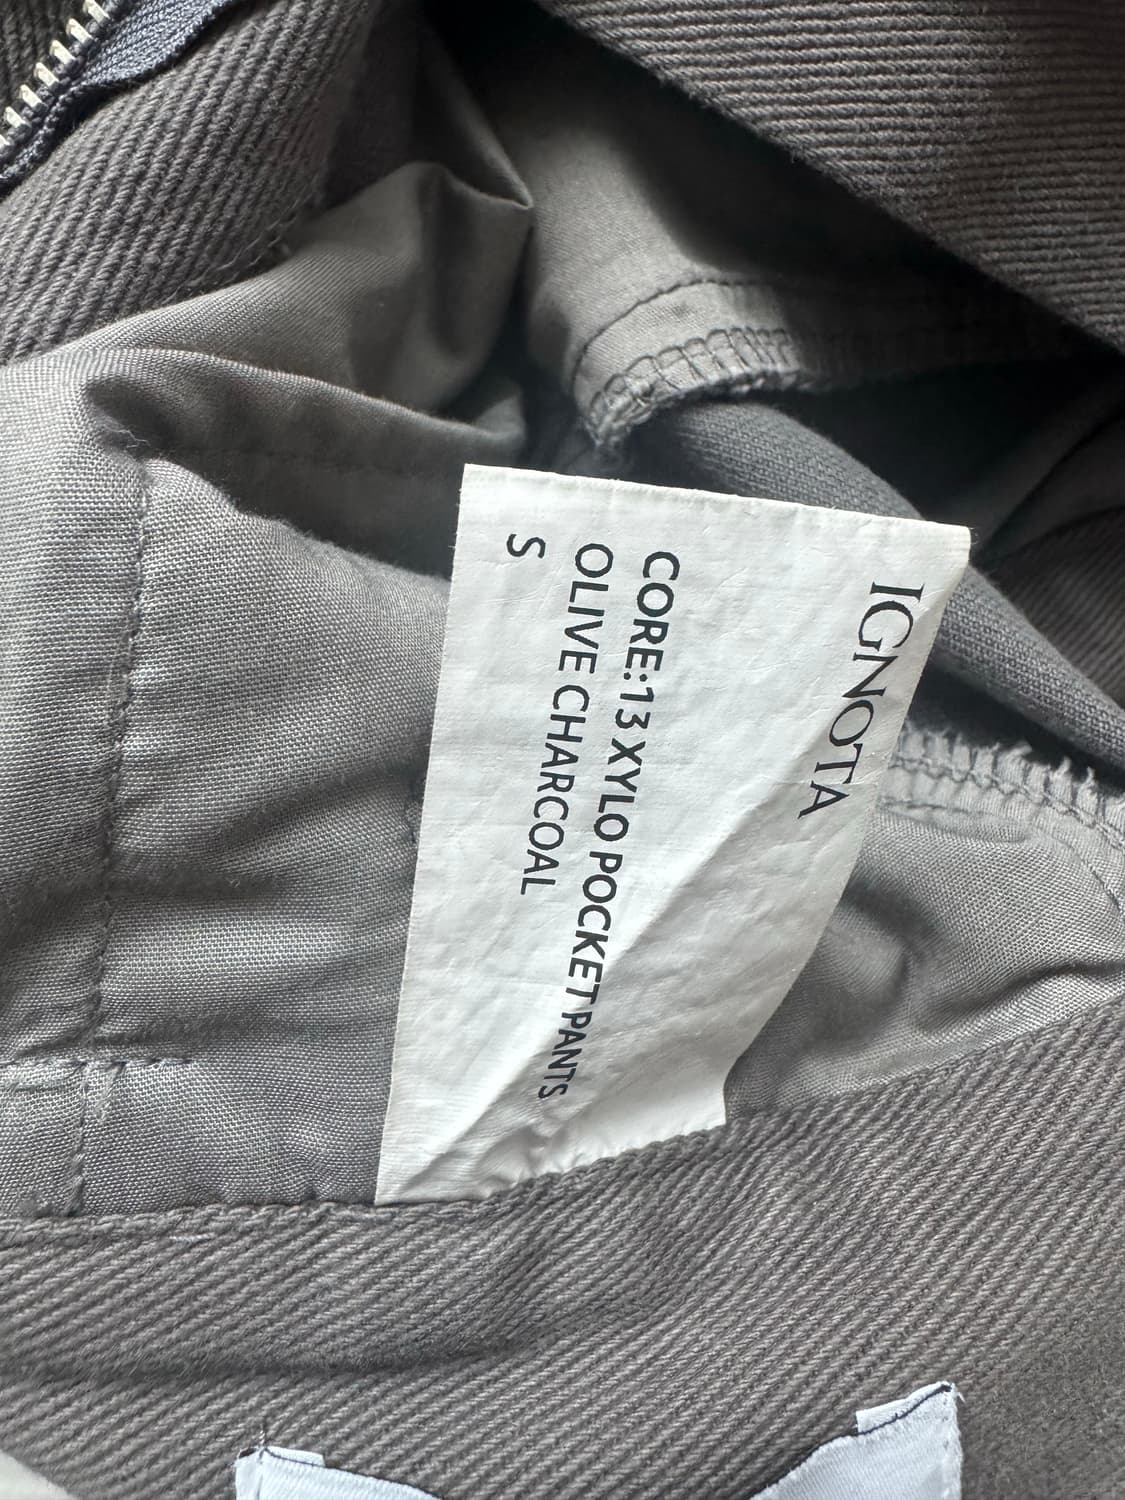 IGNOTA
CORE:13 XYLO POCKET PANTS
OLIVE CHARCOAL
S